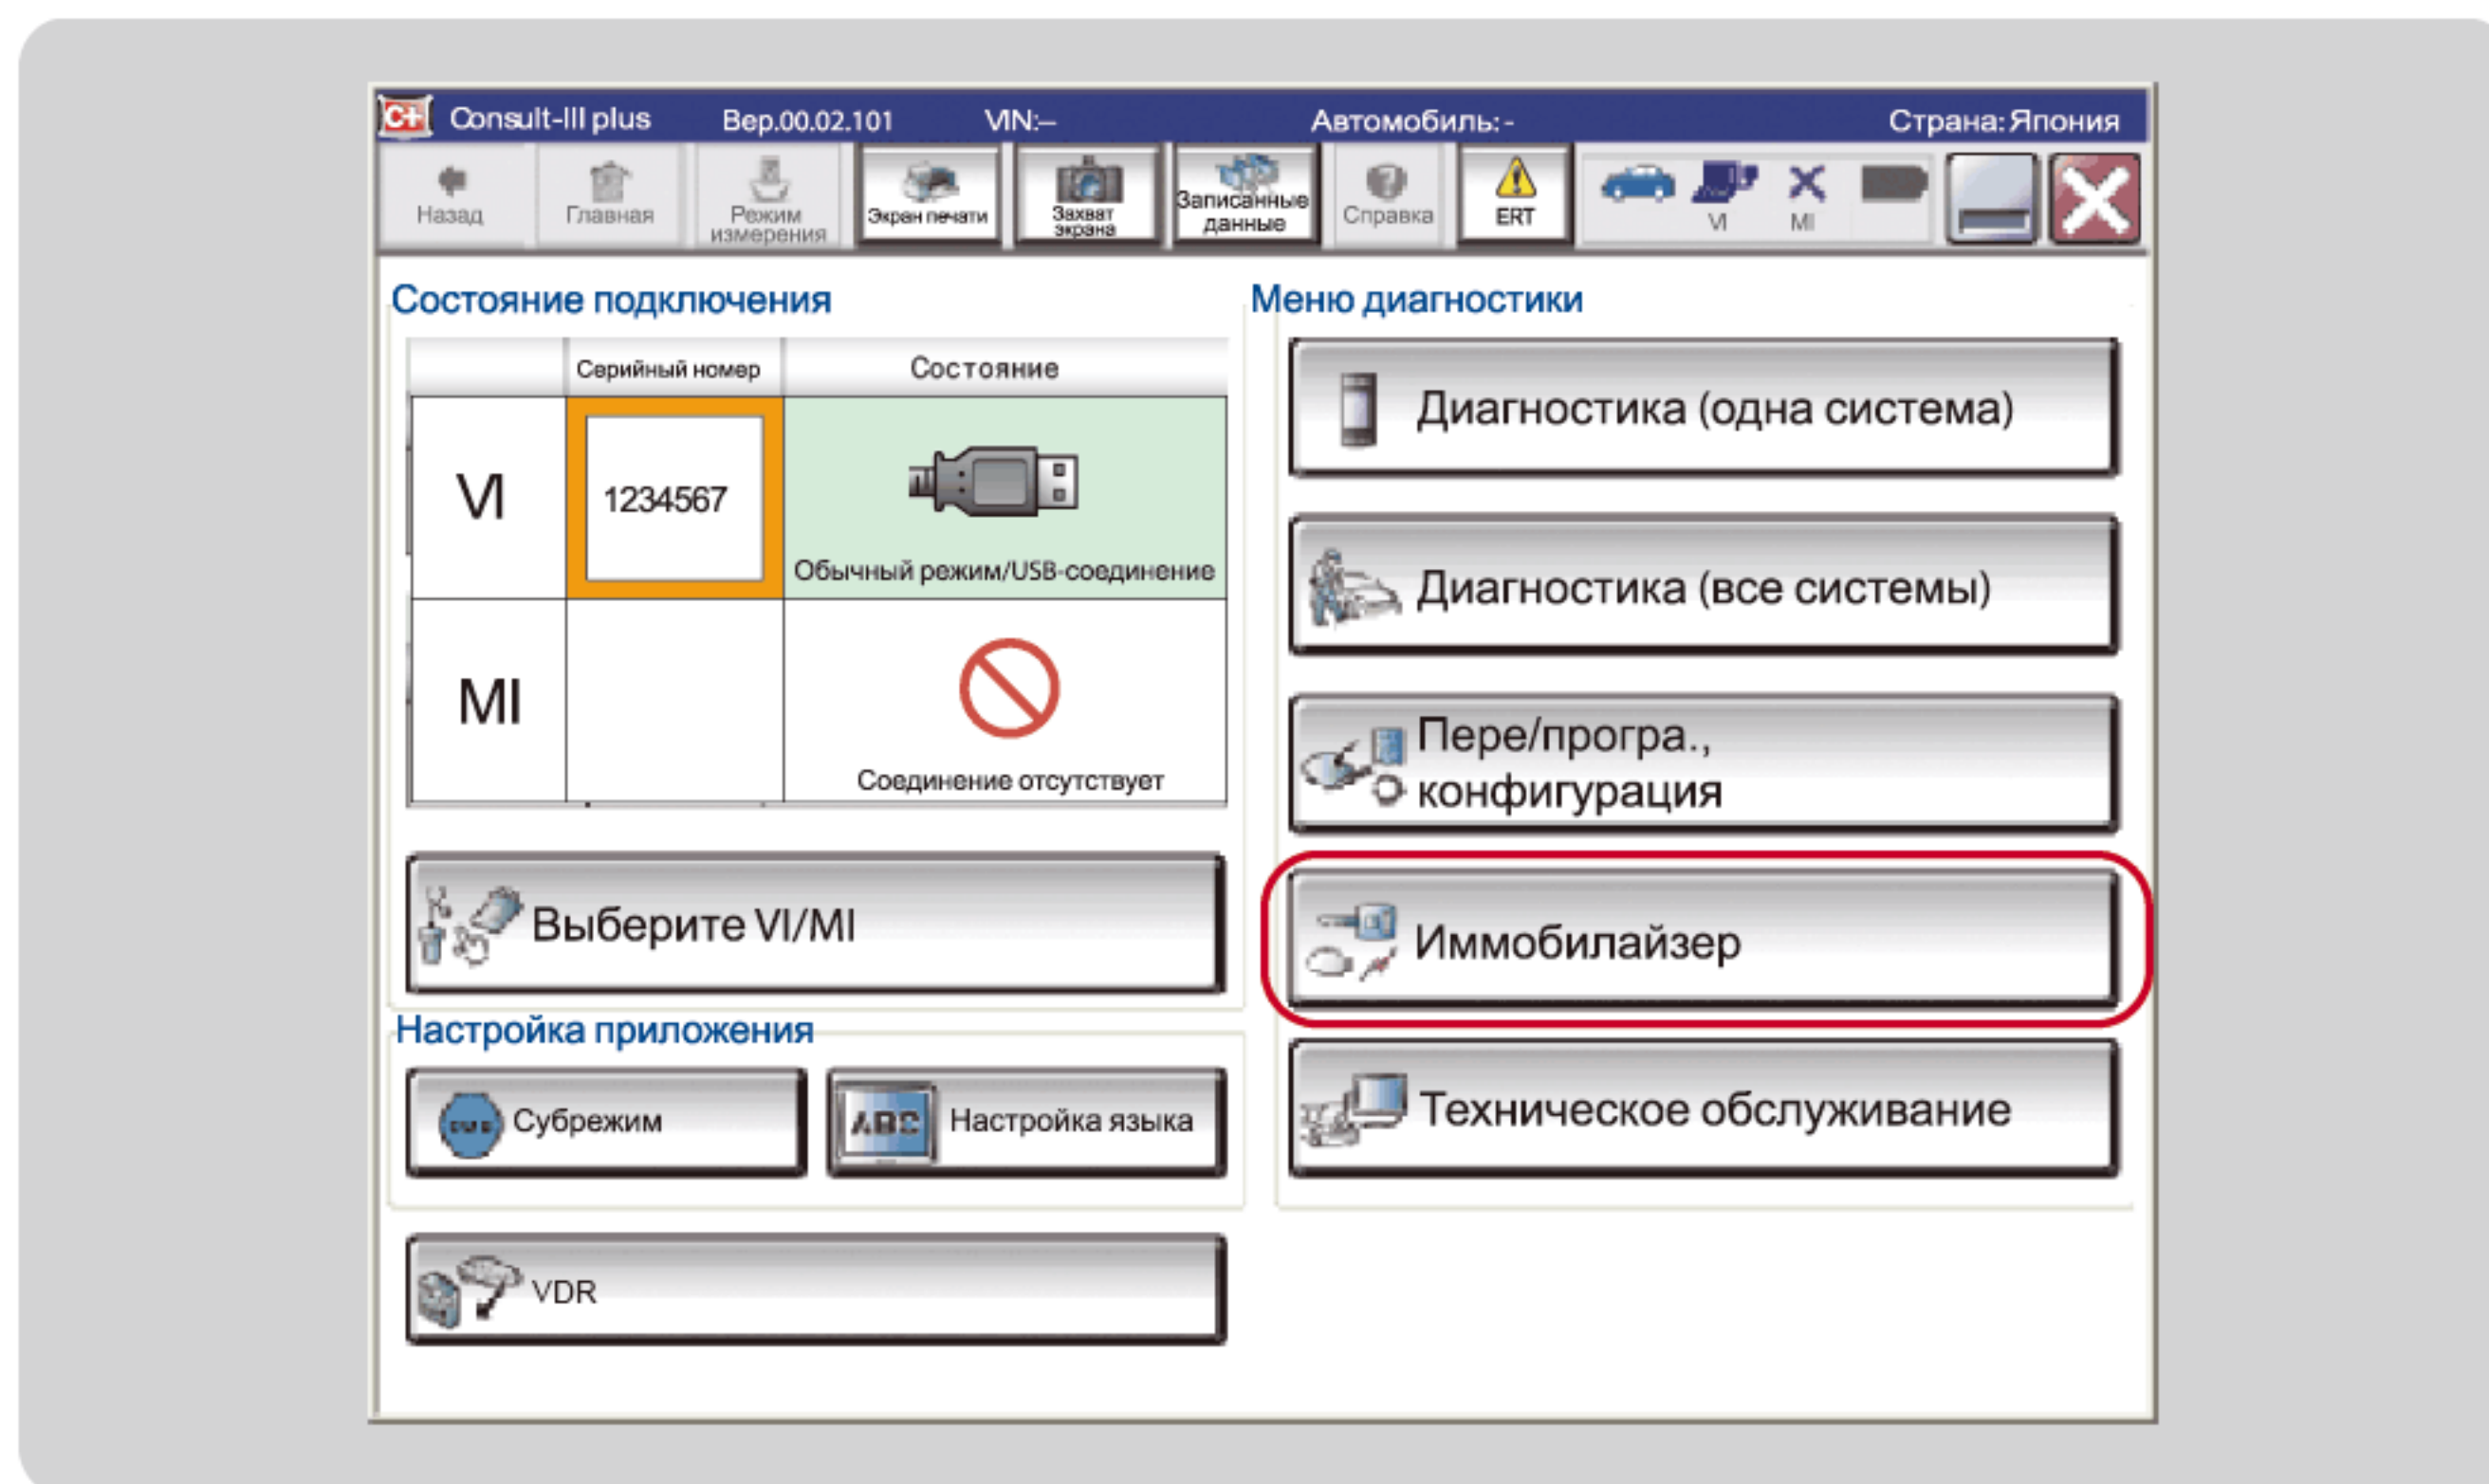 C+ Consult-III plus Вер.00.02.101 VIN:– Автомобиль:- Страна: Япония
Назад
Главная
Режим
измерения
Экран печати
Захват
экрана
Записанные
данные
Справка
ERT
VI
MI
Состояние подключения
Серийный номер Состояние
VI 1234567
Обычный режим/USB-соединение
MI
Соединение отсутствует
Выберите VI/MI
Настройка приложения
Субрежим
ABC Настройка языка
VDR
Меню диагностики
Диагностика (одна система)
Диагностика (все системы)
Пере/програ.,
конфигурация
Иммобилайзер
Техническое обслуживание